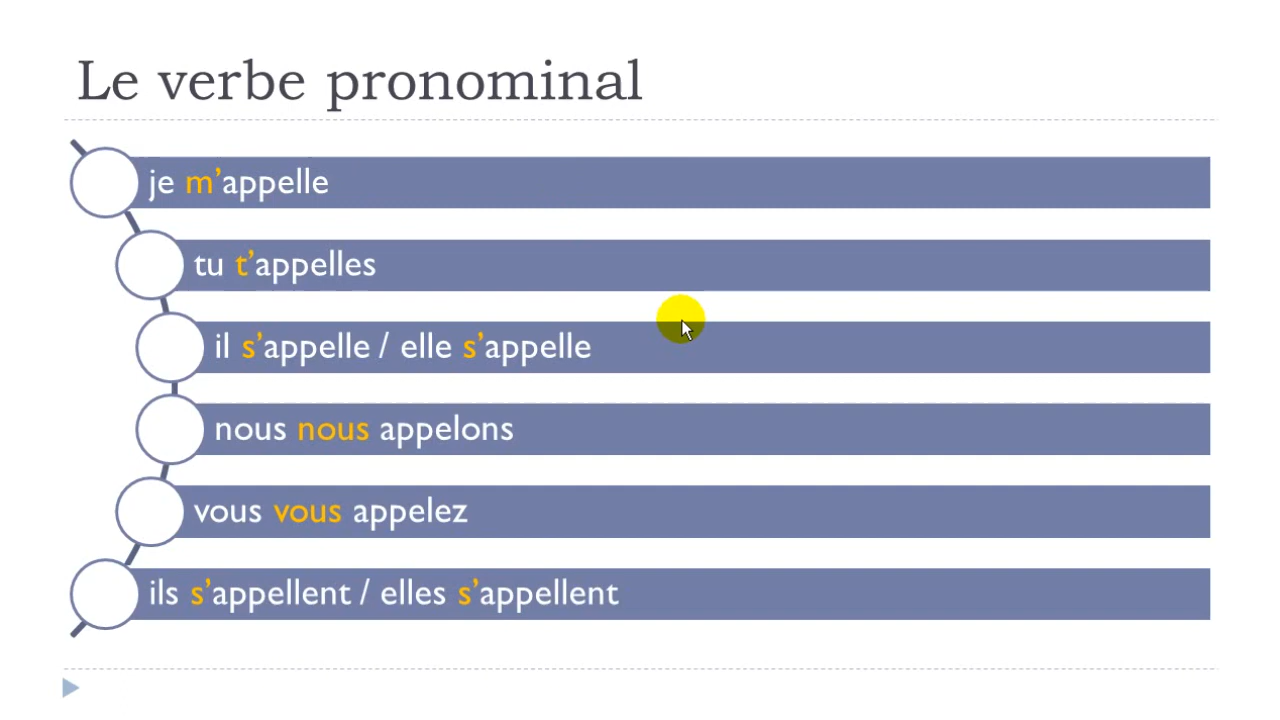 Le verbe pronominal
je m’appelle
tu t’appelles
il s’appelle / elle s’appelle
nous nous appelons
vous vous appelez
ils s’appellent / elles s’appellent